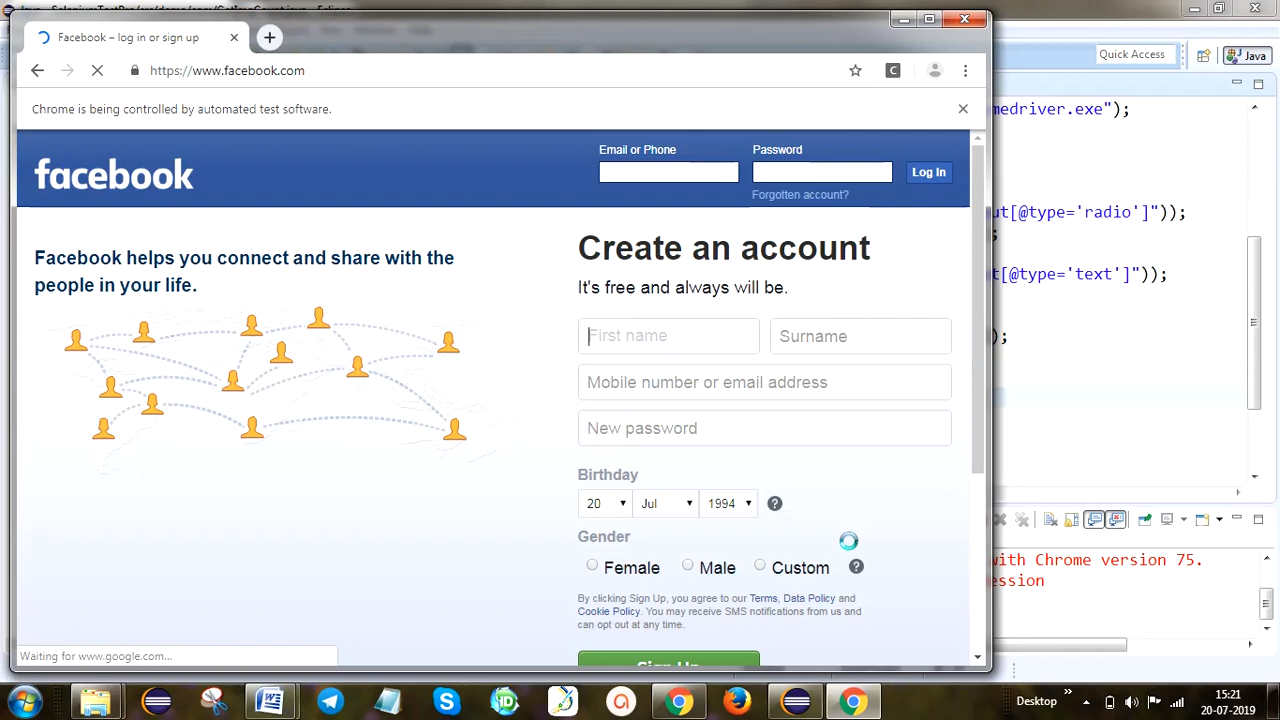 Facebook – log in or sign up
Quick Access
Java
https://www.facebook.com
C
Chrome is being controlled by automated test software.
medriver.exe");
facebook
Email or Phone
Password
Log In
Forgotten account?
ut[@type='radio']"));
;
t[@type='text']"));
);
Facebook helps you connect and share with the
people in your life.
Create an account
It's free and always will be.
First name
Surname
Mobile number or email address
New password
Birthday
20
Jul
1994
?
Gender
Female
Male
Custom
?
By clicking Sign Up, you agree to our Terms, Data Policy and
Cookie Policy. You may receive SMS notifications from us and
can opt out at any time.
Sign Up
with Chrome version 75.
ession
Waiting for www.google.com...
Desktop
15:21
20-07-2019